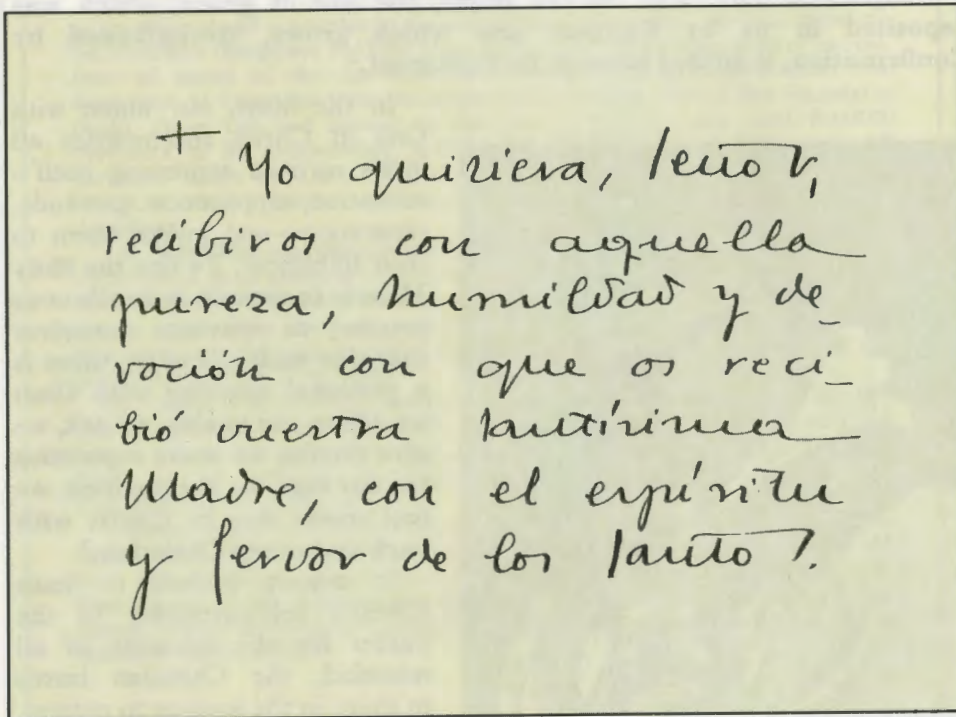 † Yo quisiera, Señor,
recibiros con aquella
pureza, humildad y de_
voción con que os reci_
bió vuestra Santísima
Madre, con el espíritu
y fervor de los Santos.